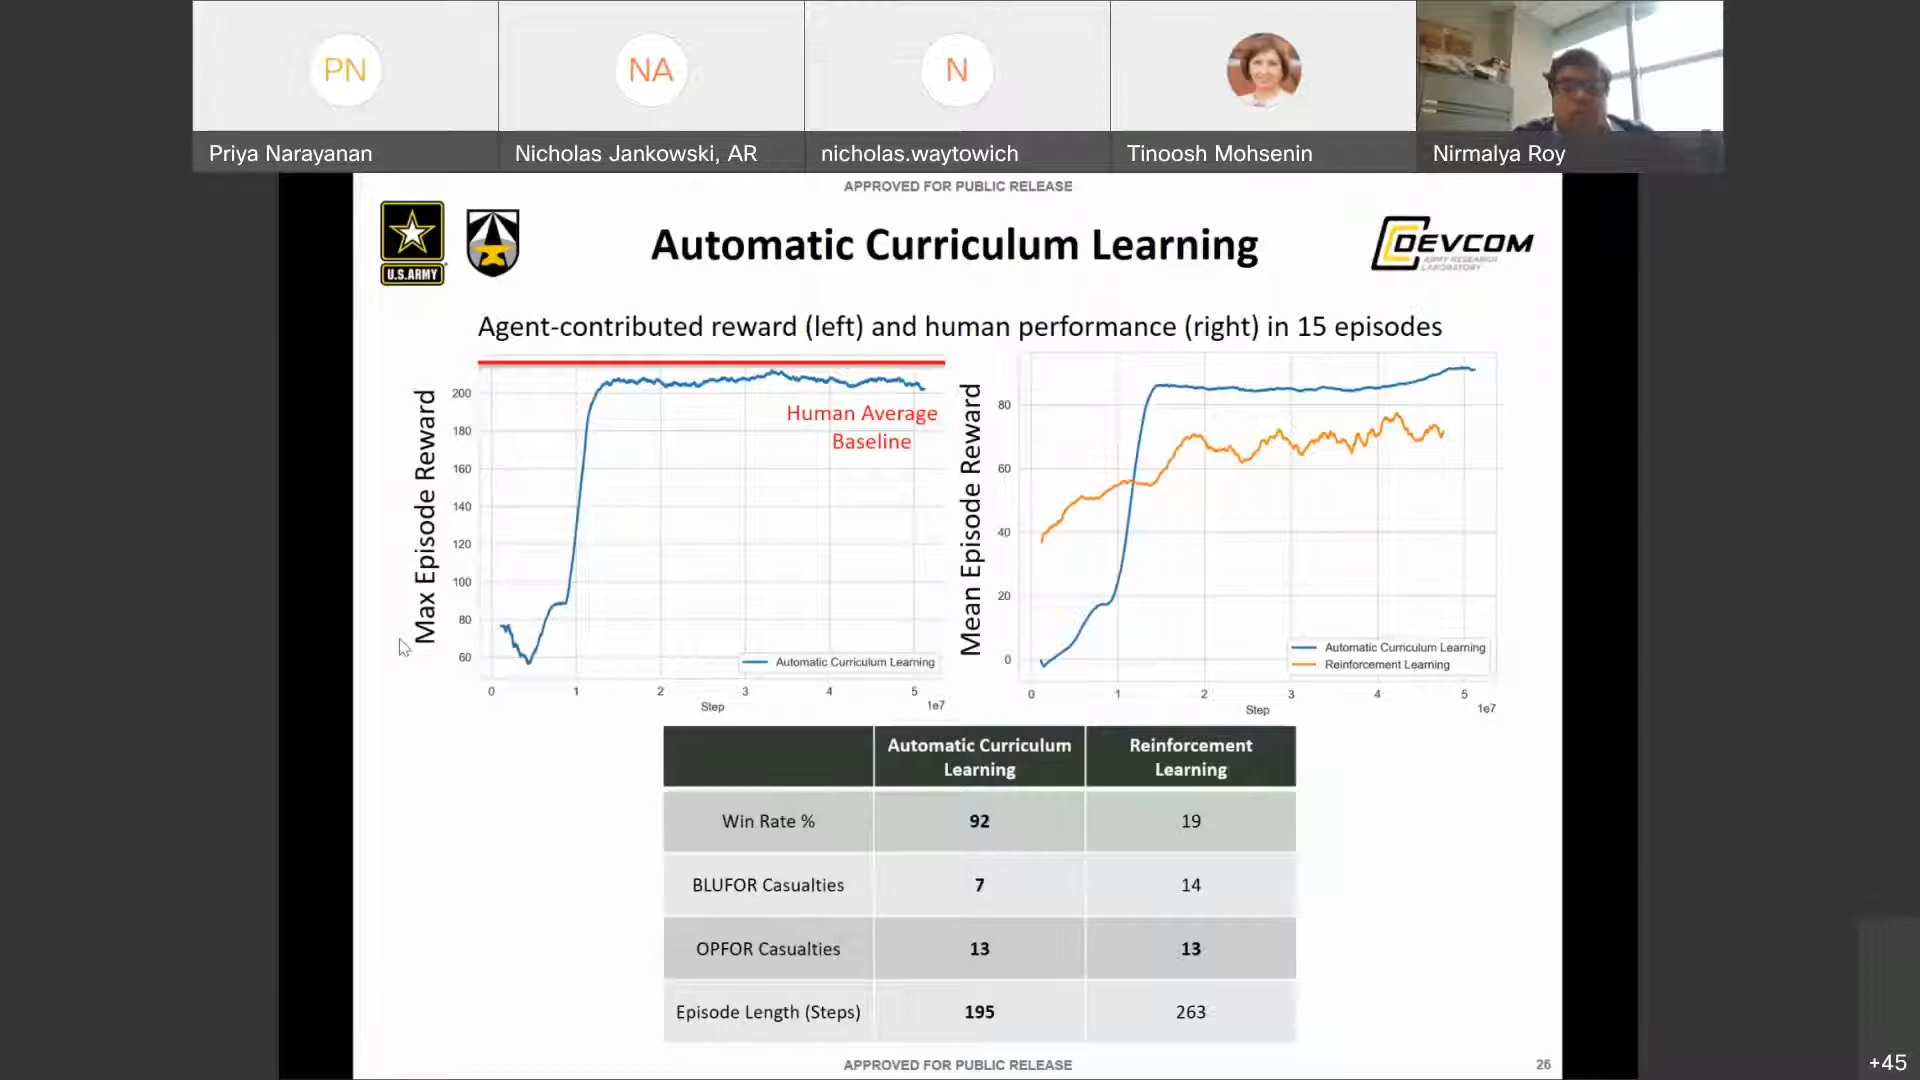 PN
NA
N
Priya Narayanan
Nicholas Jankowski, AR
nicholas.waytowich
Tinoosh Mohsenin
Nirmalya Roy
APPROVED FOR PUBLIC RELEASE
U.S.ARMY
Automatic Curriculum Learning
DEVCOM
ARMY RESEARCH
LABORATORY
Agent-contributed reward (left) and human performance (right) in 15 episodes
Max Episode Reward
200
180
160
140
120
100
80
60
Human Average
Baseline
Automatic Curriculum Learning
0 1 2 3 4 5
Step
1e7
Mean Episode Reward
80
60
40
20
0
Automatic Curriculum Learning
Reinforcement Learning
0 1 2 3 4 5
Step
1e7
Automatic Curriculum
Learning
Reinforcement
Learning
Win Rate % 92 19
BLUFOR Casualties 7 14
OPFOR Casualties 13 13
Episode Length (Steps) 195 263
APPROVED FOR PUBLIC RELEASE
26
+45